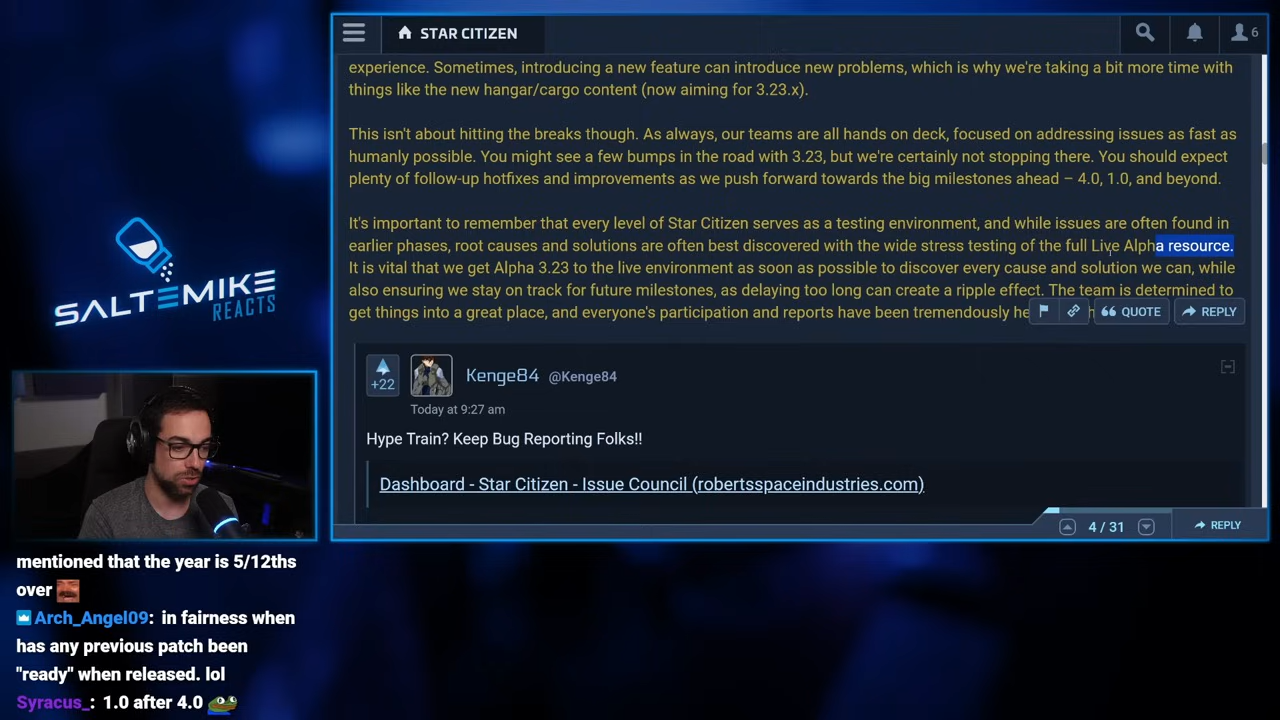 STAR CITIZEN
6
experience. Sometimes, introducing a new feature can introduce new problems, which is why we're taking a bit more time with
things like the new hangar/cargo content (now aiming for 3.23.x).
This isn't about hitting the breaks though. As always, our teams are all hands on deck, focused on addressing issues as fast as
humanly possible. You might see a few bumps in the road with 3.23, but we're certainly not stopping there. You should expect
plenty of follow-up hotfixes and improvements as we push forward towards the big milestones ahead – 4.0, 1.0, and beyond.
It's important to remember that every level of Star Citizen serves as a testing environment, and while issues are often found in
earlier phases, root causes and solutions are often best discovered with the wide stress testing of the full Live Alpha resource.
It is vital that we get Alpha 3.23 to the live environment as soon as possible to discover every cause and solution we can, while
also ensuring we stay on track for future milestones, as delaying too long can create a ripple effect. The team is determined to
get things into a great place, and everyone's participation and reports have been tremendously he
QUOTE
REPLY
+22
Kenge84 @Kenge84
Today at 9:27 am
Hype Train? Keep Bug Reporting Folks!!
Dashboard - Star Citizen - Issue Council (robertsspaceindustries.com)
4 / 31
REPLY
SALTEMIKE
REACTS
mentioned that the year is 5/12ths
over
Arch_Angel09: in fairness when
has any previous patch been
"ready" when released. lol
Syracus_: 1.0 after 4.0